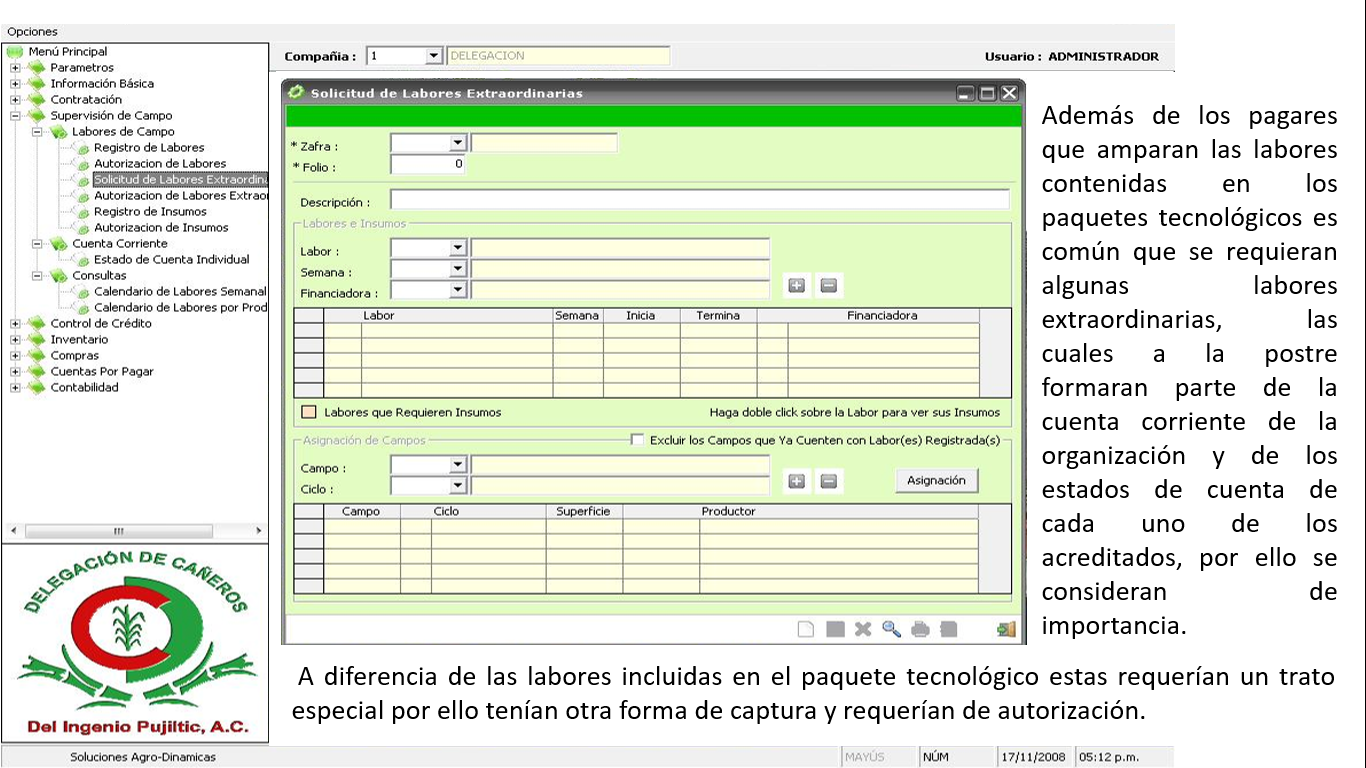 Opciones
Menú Principal
Parametros
Información Básica
Contratación
Supervisión de Campo
Labores de Campo
Registro de Labores
Autorizacion de Labores
Solicitud de Labores Extraordina
Autorizacion de Labores Extraor
Registro de Insumos
Autorizacion de Insumos
Cuenta Corriente
Estado de Cuenta Individual
Consultas
Calendario de Labores Semanal
Calendario de Labores por Prod
Control de Crédito
Inventario
Compras
Cuentas Por Pagar
Contabilidad
DELEGACIÓN DE CAÑEROS
Del Ingenio Pujiltic, A.C.
Compañia : 1 DELEGACION Usuario : ADMINISTRADOR
Solicitud de Labores Extraordinarias
* Zafra :
* Folio : 0
Descripción :
Labores e Insumos
Labor :
Semana :
Financiadora :
Labor Semana Inicia Termina Financiadora
Labores que Requieren Insumos Haga doble click sobre la Labor para ver sus Insumos
Asignación de Campos Excluir los Campos que Ya Cuenten con Labor(es) Registrada(s)
Campo :
Ciclo : Asignación
Campo Ciclo Superficie Productor
Además de los pagares
que amparan las labores
contenidas en los
paquetes tecnológicos es
común que se requieran
algunas labores
extraordinarias, las
cuales a la postre
formaran parte de la
cuenta corriente de la
organización y de los
estados de cuenta de
cada uno de los
acreditados, por ello se
consideran de
importancia.
A diferencia de las labores incluidas en el paquete tecnológico estas requerían un trato
especial por ello tenían otra forma de captura y requerían de autorización.
Soluciones Agro-Dinamicas MAYÚS NÚM 17/11/2008 05:12 p.m.